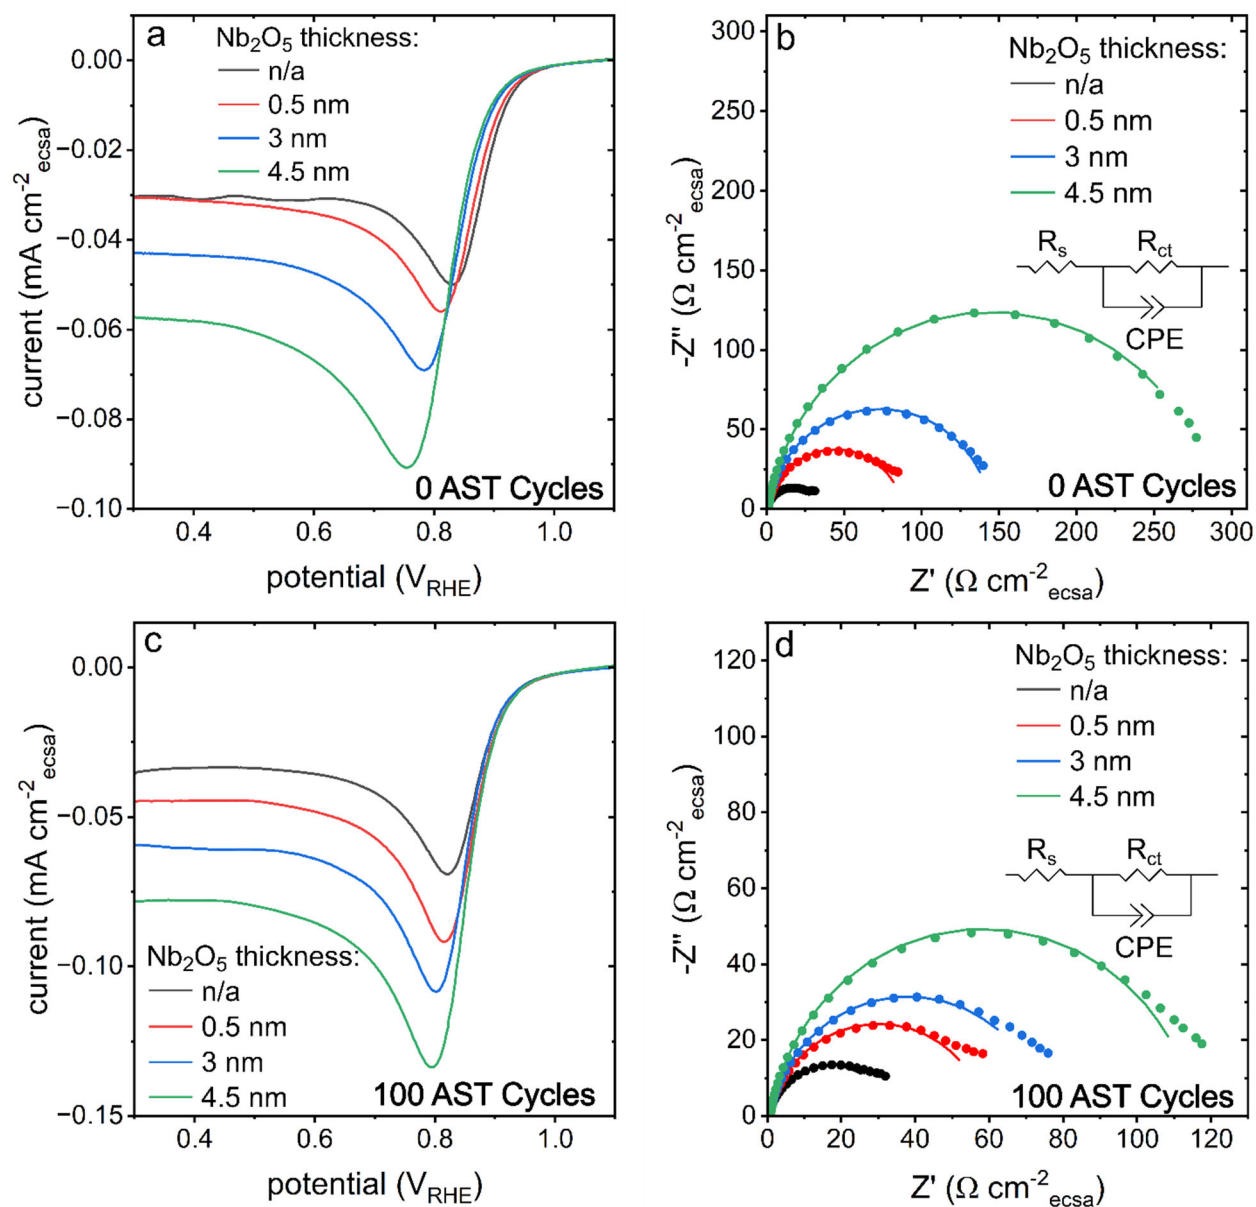 a
Nb₂O₅ thickness:
n/a
0.5 nm
3 nm
4.5 nm
0.00
−0.02
−0.04
−0.06
−0.08
−0.10
current (mA cm⁻²ecsa)
0 AST Cycles
0.4 0.6 0.8 1.0
potential (V_RHE)
b
Nb₂O₅ thickness:
n/a
0.5 nm
3 nm
4.5 nm
300
250
200
150
100
50
0
-Z" (Ω cm⁻²ecsa)
Rs Rct
CPE
0 AST Cycles
0 50 100 150 200 250 300
Z' (Ω cm⁻²ecsa)
c
0.00
−0.05
−0.10
−0.15
current (mA cm⁻²ecsa)
Nb₂O₅ thickness:
n/a
0.5 nm
3 nm
4.5 nm
100 AST Cycles
0.4 0.6 0.8 1.0
potential (V_RHE)
d
Nb₂O₅ thickness:
n/a
0.5 nm
3 nm
4.5 nm
120
100
80
60
40
20
0
-Z" (Ω cm⁻²ecsa)
Rs Rct
CPE
100 AST Cycles
0 20 40 60 80 100 120
Z' (Ω cm⁻²ecsa)